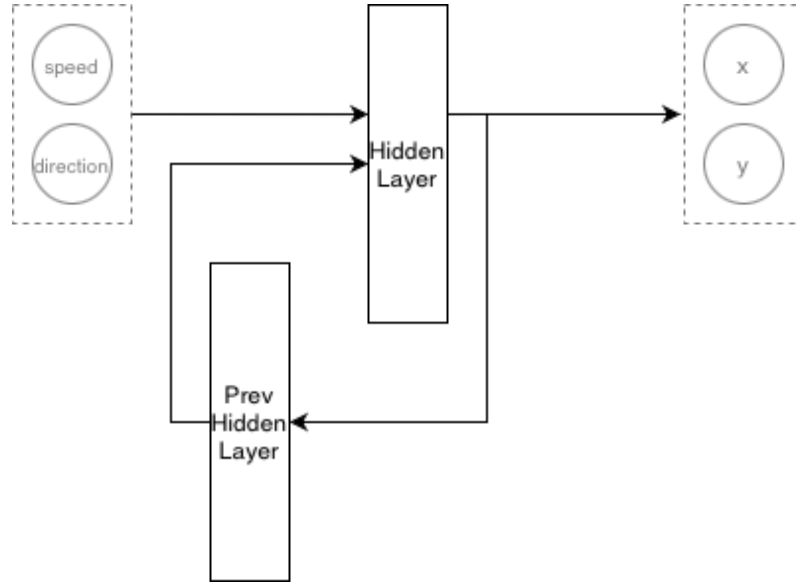 speed
direction
Hidden
Layer
x
y
Prev
Hidden
Layer